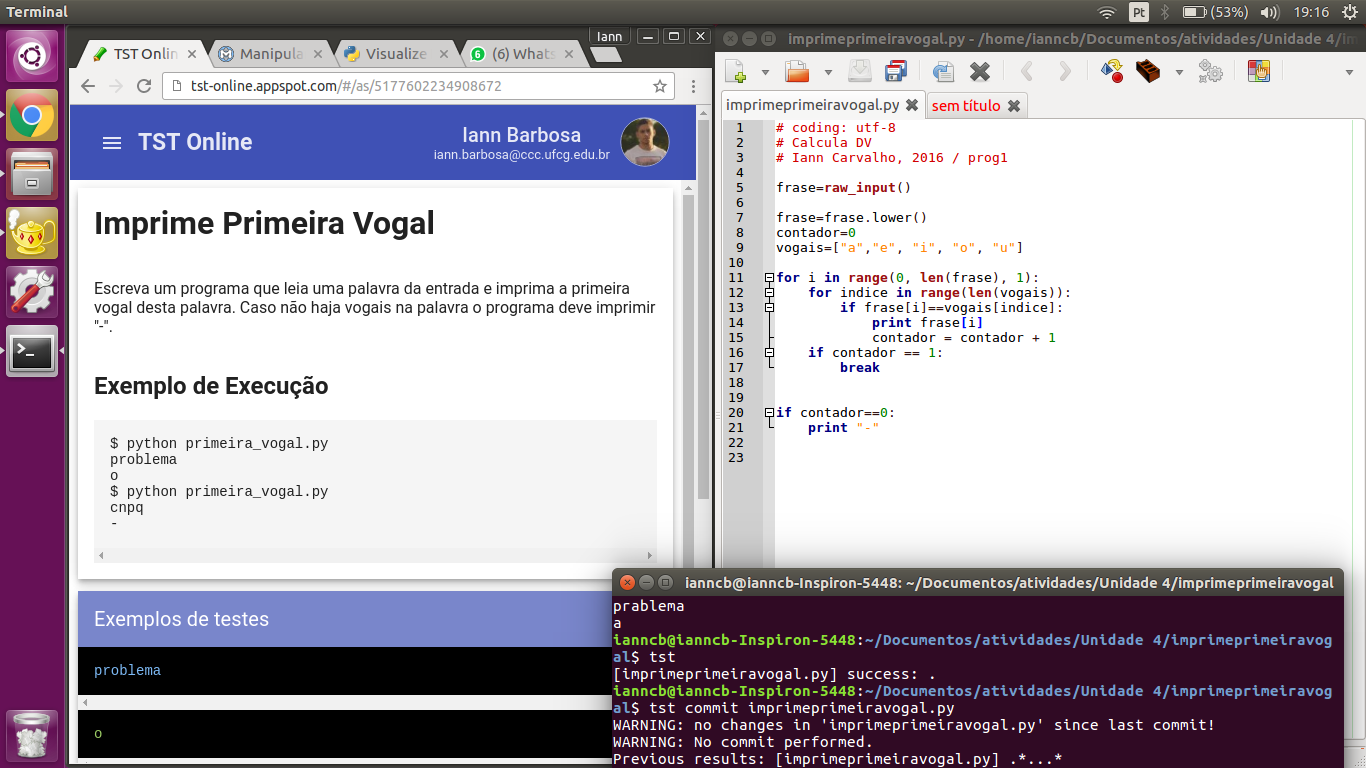 Terminal
Pt
(53%)
19:16
Iann
TST Onlin
Manipula
Visualize
(6) Whats
tst-online.appspot.com/#/as/5177602234908672
TST Online
Iann Barbosa
iann.barbosa@ccc.ufcg.edu.br
Imprime Primeira Vogal
Escreva um programa que leia uma palavra da entrada e imprima a primeira
vogal desta palavra. Caso não haja vogais na palavra o programa deve imprimir
"-".
Exemplo de Execução
$ python primeira_vogal.py
problema
o
$ python primeira_vogal.py
cnpq
-
Exemplos de testes
problema
o
imprimeprimeiravogal.py - /home/ianncb/Documentos/atividades/Unidade 4/im
imprimeprimeiravogal.py
sem título
1 # coding: utf-8
2 # Calcula DV
3 # Iann Carvalho, 2016 / prog1
4
5 frase=raw_input()
6
7 frase=frase.lower()
8 contador=0
9 vogais=["a","e", "i", "o", "u"]
10
11 for i in range(0, len(frase), 1):
12     for indice in range(len(vogais)):
13         if frase[i]==vogais[indice]:
14             print frase[i]
15             contador = contador + 1
16     if contador == 1:
17         break
18
19
20 if contador==0:
21     print "-"
22
23
ianncb@ianncb-Inspiron-5448: ~/Documentos/atividades/Unidade 4/imprimeprimeiravogal
prablema
a
ianncb@ianncb-Inspiron-5448:~/Documentos/atividades/Unidade 4/imprimeprimeiravog
al$ tst
[imprimeprimeiravogal.py] success: .
ianncb@ianncb-Inspiron-5448:~/Documentos/atividades/Unidade 4/imprimeprimeiravog
al$ tst commit imprimeprimeiravogal.py
WARNING: no changes in 'imprimeprimeiravogal.py' since last commit!
WARNING: No commit performed.
Previous results: [imprimeprimeiravogal.py] .*...*